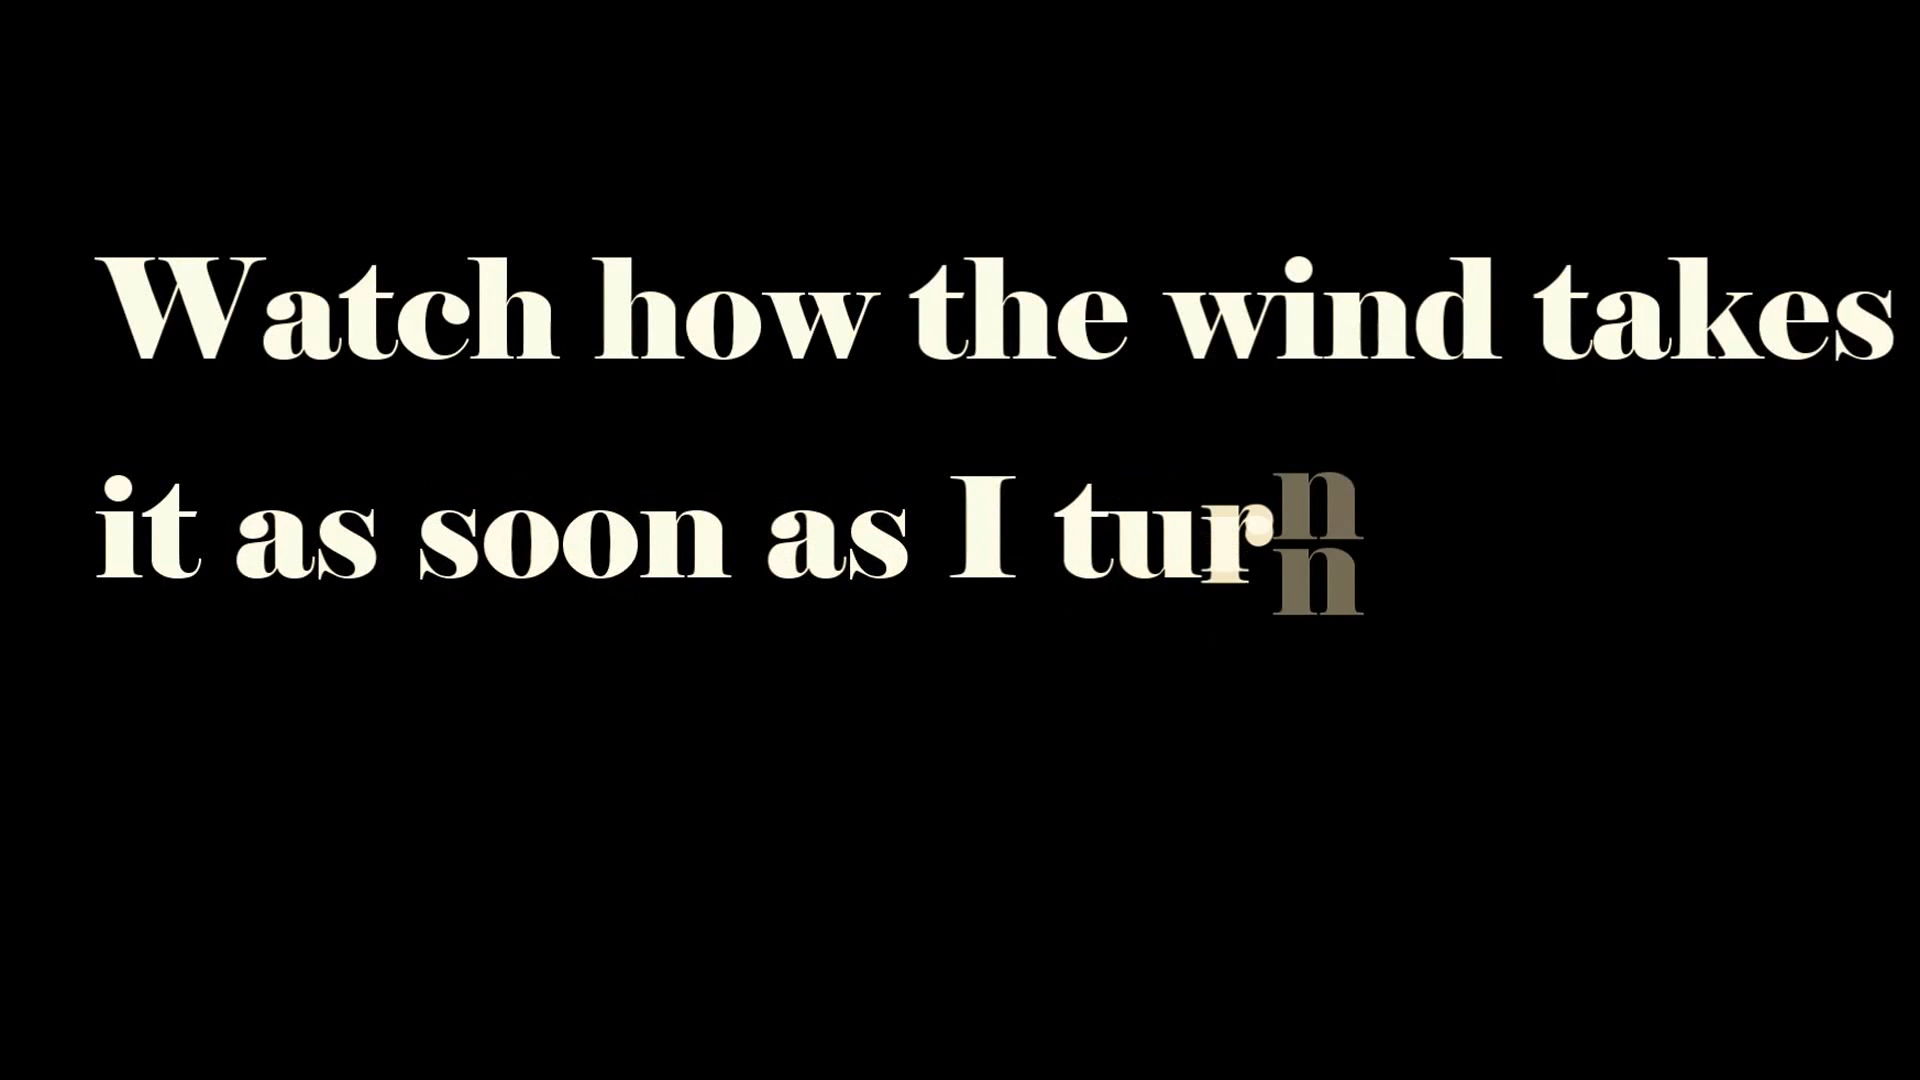 Watch how the wind takes
it as soon as I turn